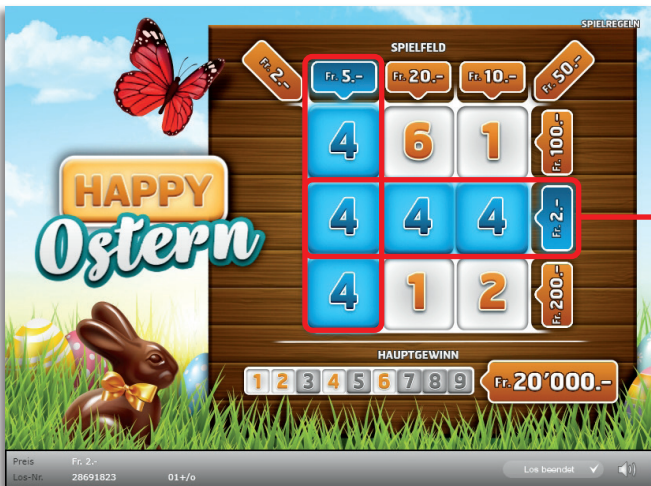 SPIELREGELN
SPIELFELD
Fr. 2.-
Fr. 5.-
Fr. 20.-
Fr. 10.-
Fr. 50.-
4 6 1
Fr. 100.-
HAPPY
Ostern
4 4 4
Fr. 2.-
4 1 2
Fr. 200.-
HAUPTGEWINN
1 2 3 4 5 6 7 8 9
Fr. 20'000.-
Preis Fr. 2.-
Los-Nr. 28691823 01+/o
Los beendet